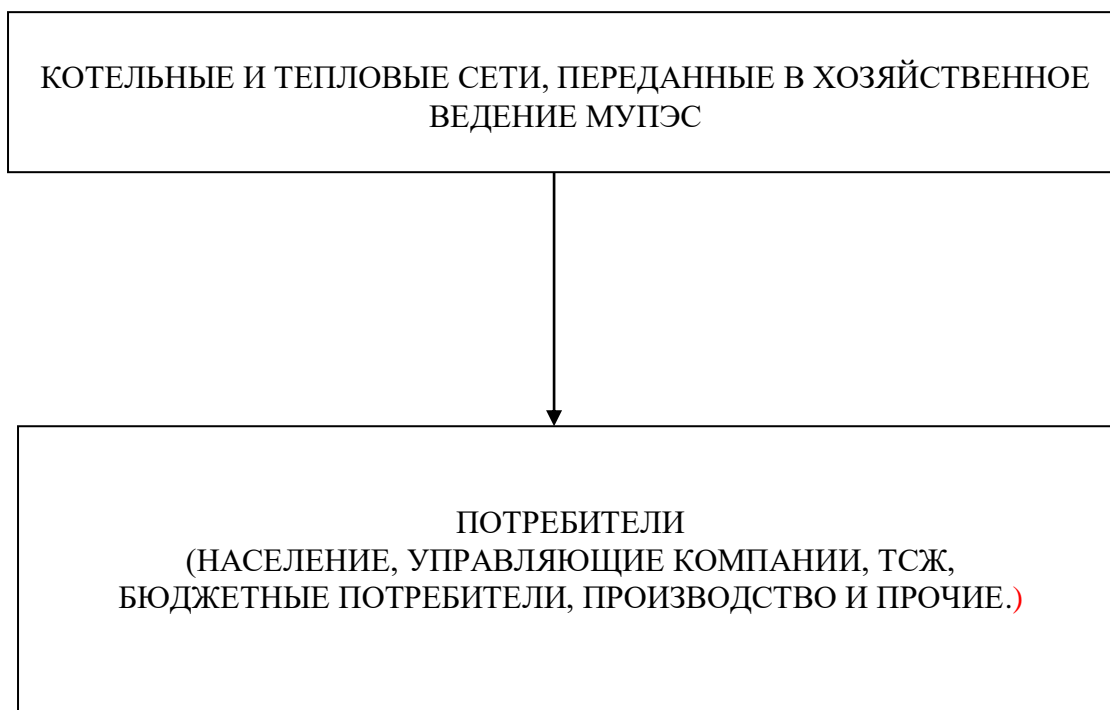 КОТЕЛЬНЫЕ И ТЕПЛОВЫЕ СЕТИ, ПЕРЕДАННЫЕ В ХОЗЯЙСТВЕННОЕ
ВЕДЕНИЕ МУПЭС
ПОТРЕБИТЕЛИ
(НАСЕЛЕНИЕ, УПРАВЛЯЮЩИЕ КОМПАНИИ, ТСЖ,
БЮДЖЕТНЫЕ ПОТРЕБИТЕЛИ, ПРОИЗВОДСТВО И ПРОЧИЕ.)